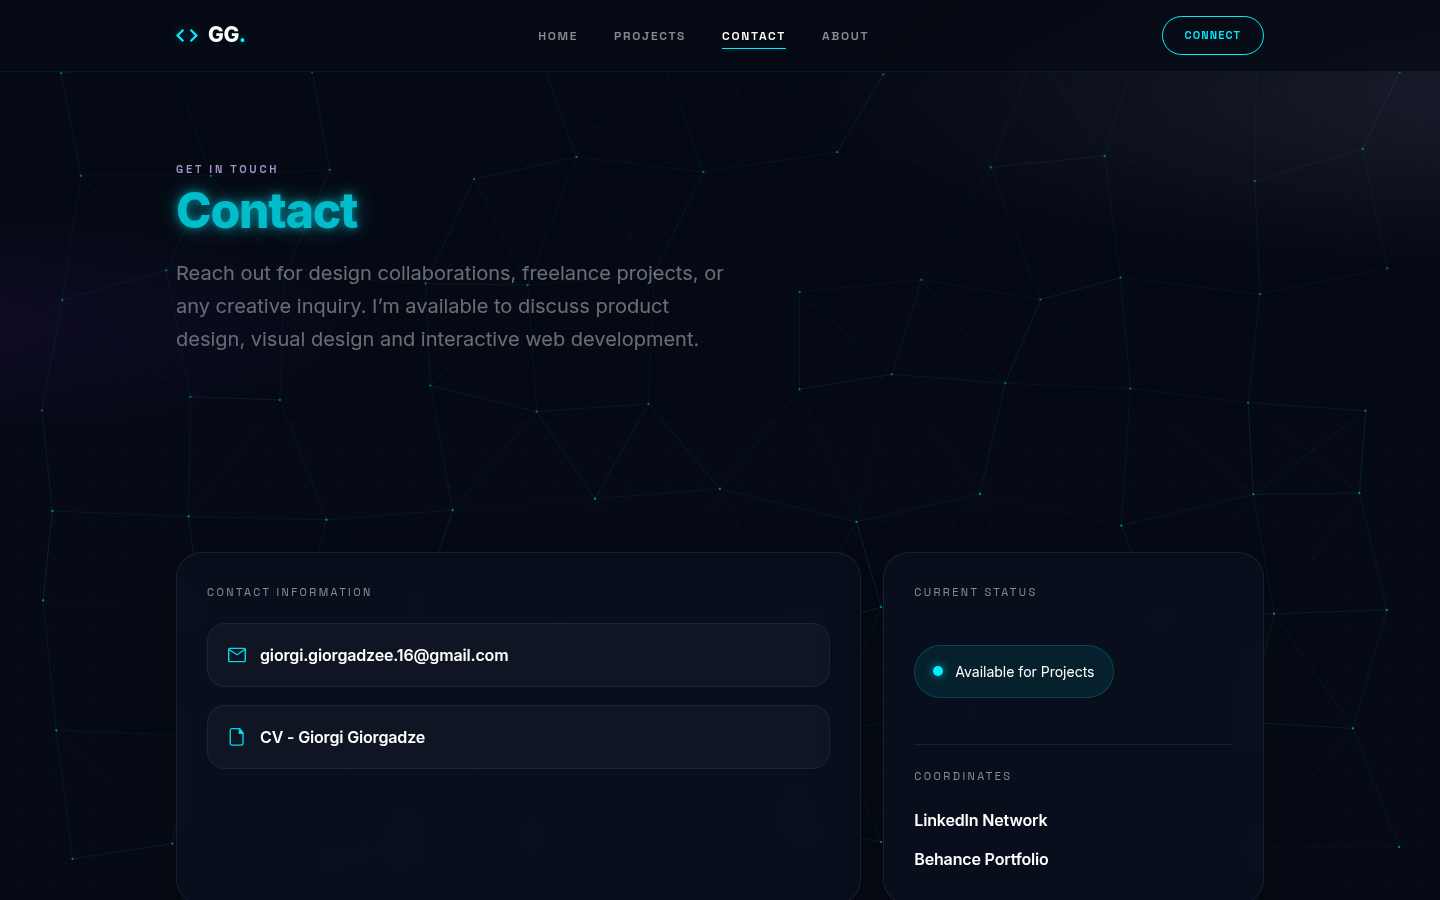 GG.
HOME
PROJECTS
CONTACT
ABOUT
CONNECT
GET IN TOUCH
Contact
Reach out for design collaborations, freelance projects, or
any creative inquiry. I’m available to discuss product
design, visual design and interactive web development.
CONTACT INFORMATION
giorgi.giorgadzee.16@gmail.com
CV - Giorgi Giorgadze
CURRENT STATUS
Available for Projects
COORDINATES
LinkedIn Network
Behance Portfolio